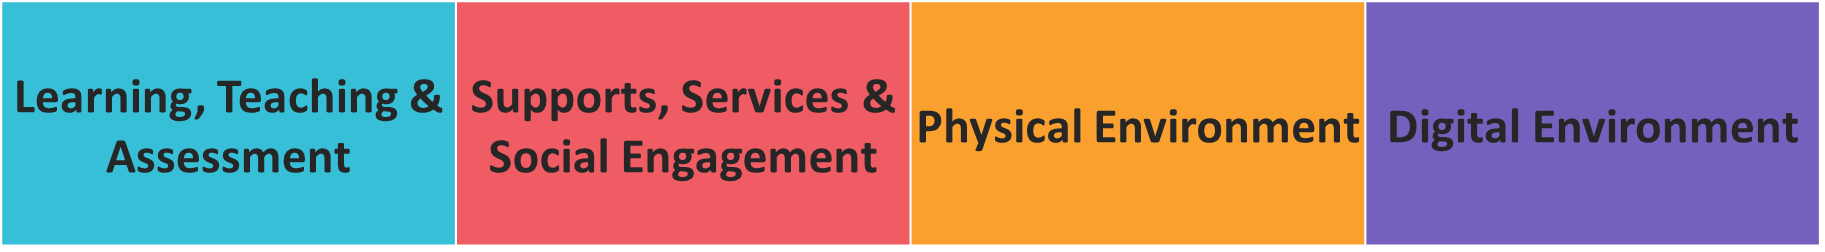 Learning, Teaching &
Assessment
Supports, Services &
Social Engagement
Physical Environment
Digital Environment